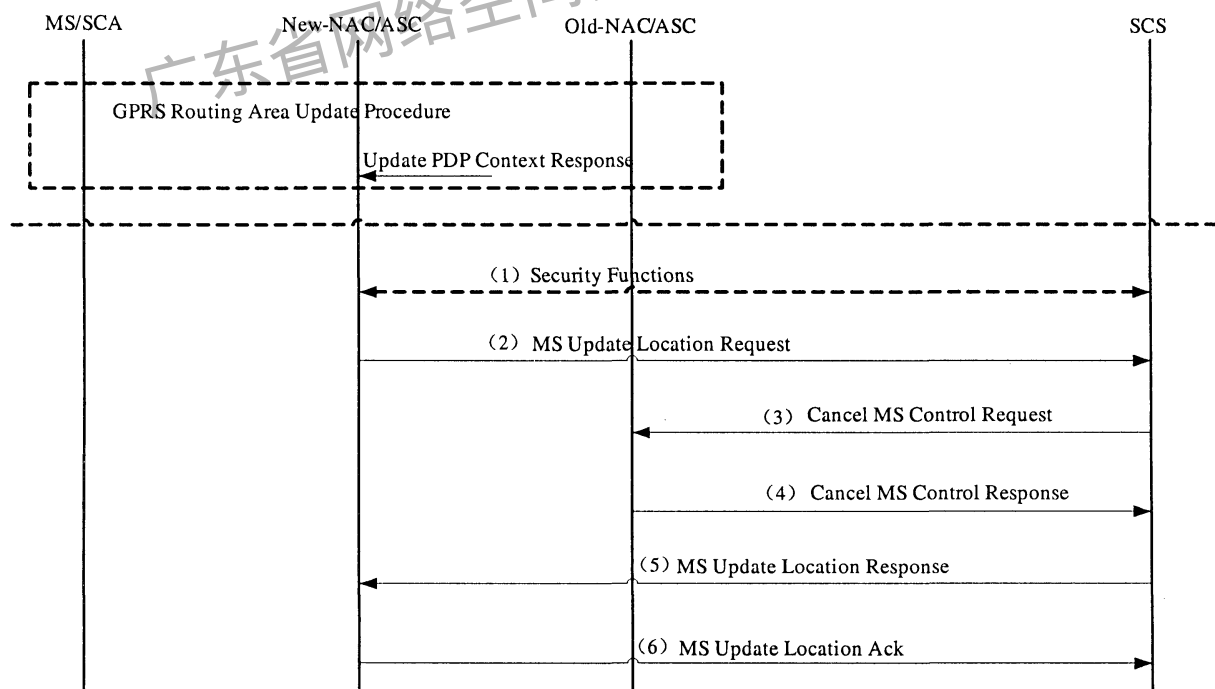 MS/SCA New-NAC/ASC Old-NAC/ASC SCS
广东省网络空间
GPRS Routing Area Update Procedure
Update PDP Context Response
（1）Security Functions
（2）MS Update Location Request
（3）Cancel MS Control Request
（4）Cancel MS Control Response
（5）MS Update Location Response
（6）MS Update Location Ack